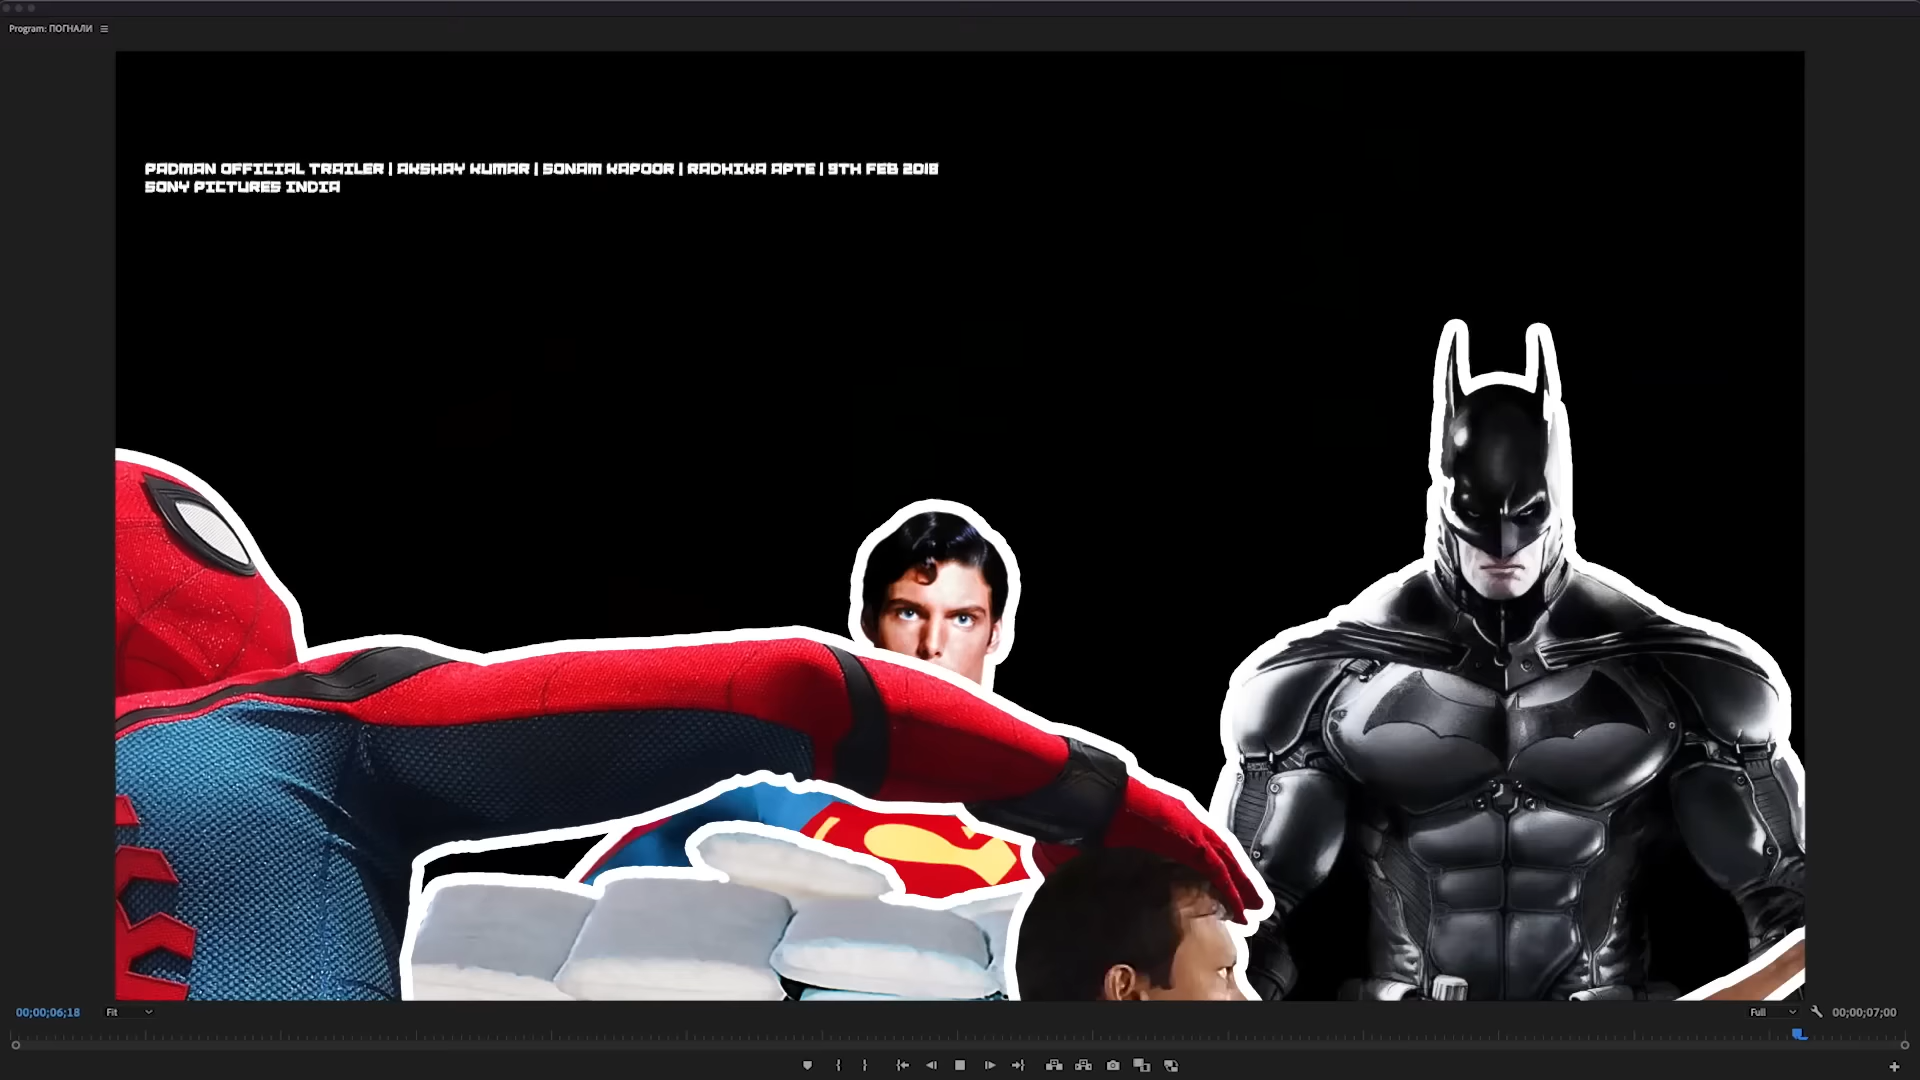 Program: ПОГНАЛИ
PADMAN OFFICIAL TRAILER | AKSHAY KUMAR | SONAM KAPOOR | RADHIKA APTE | 9TH FEB 2018
SONY PICTURES INDIA
00;00;06;18
Fit
Full
00;00;07;00